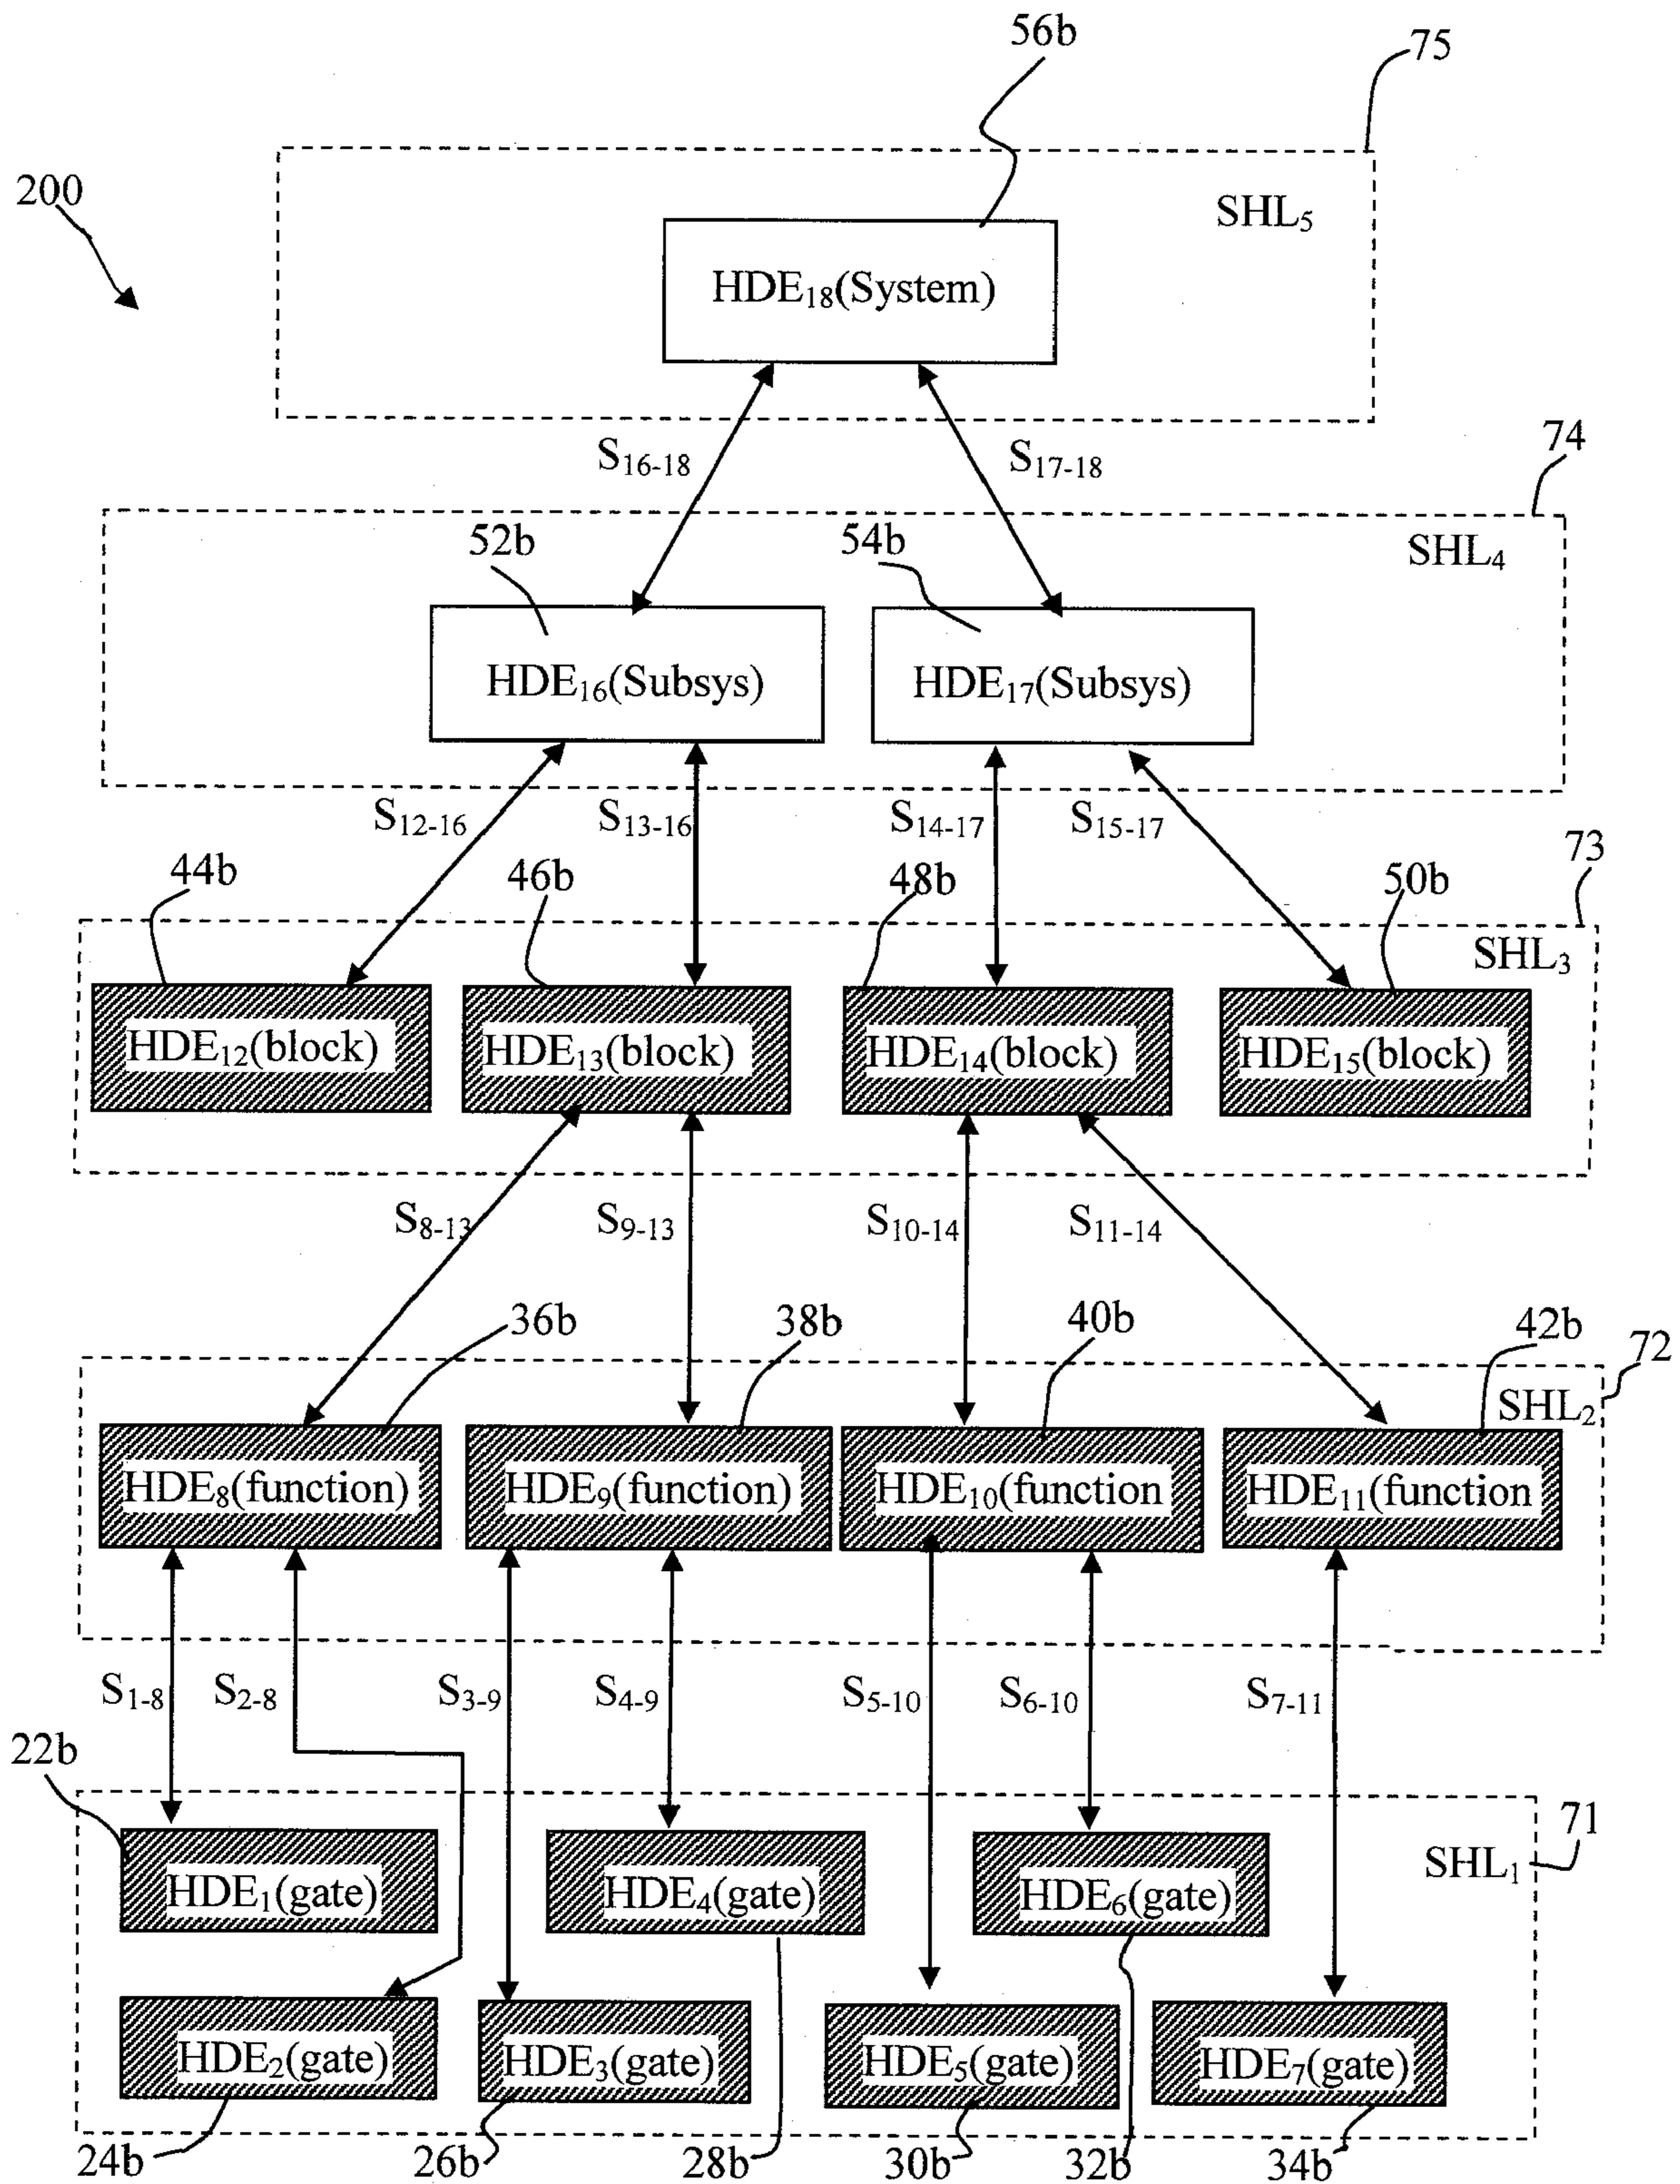 56b
75
200
SHL5
HDE18(System)
74
S16-18
S17-18
52b
54b
SHL4
HDE16(Subsys)
HDE17(Subsys)
S12-16
S13-16
S14-17
S15-17
73
44b
46b
48b
50b
SHL3
HDE12(block)
HDE13(block)
HDE14(block)
HDE15(block)
S8-13
S9-13
S10-14
S11-14
36b
38b
40b
42b
72
SHL2
HDE8(function)
HDE9(function)
HDE10(function
HDE11(function
S1-8
S2-8
S3-9
S4-9
S5-10
S6-10
S7-11
22b
71
SHL1
HDE1(gate)
HDE4(gate)
HDE6(gate)
HDE2(gate)
HDE3(gate)
HDE5(gate)
HDE7(gate)
24b
26b
28b
30b
32b
34b